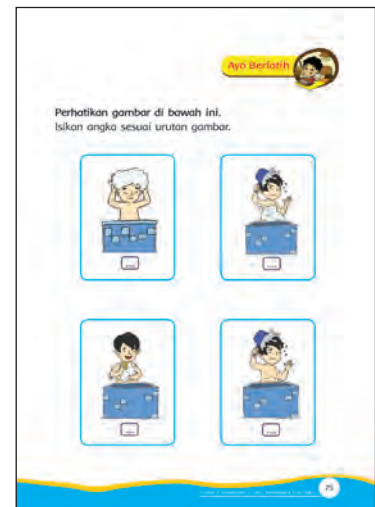 Ayo Berlatih
Perhatikan gambar di bawah ini.
Isikan angka sesuai urutan gambar.
...
...
...
...
75